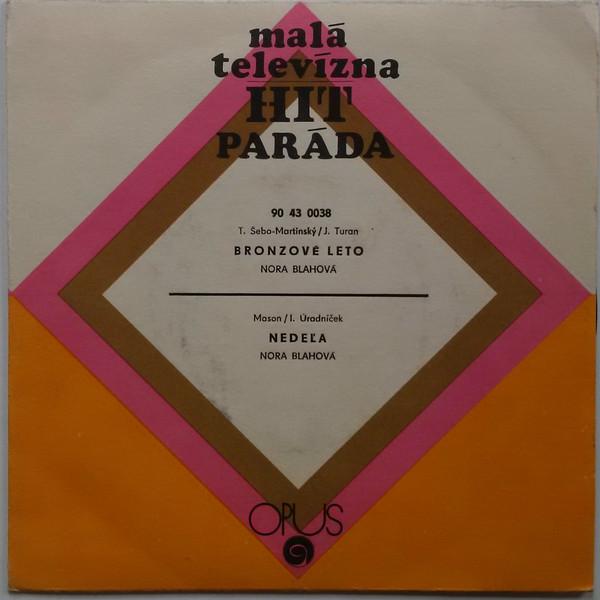 malá
televízna
HIT
PARÁDA
90 43 0038
T. Šebo-Martinský/J. Turan
BRONZOVÉ LETO
NORA BLAHOVÁ
Mason/I. Úradníček
NEDEĽA
NORA BLAHOVÁ
OPUS